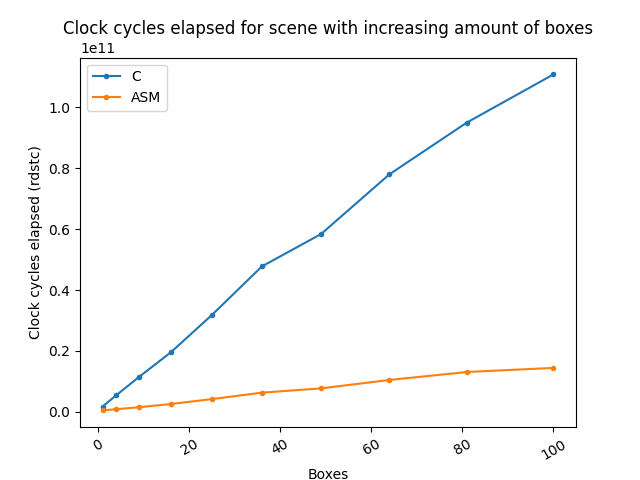 Clock cycles elapsed for scene with increasing amount of boxes
1e11
C
ASM
1.0
0.8
0.6
0.4
0.2
0.0
Clock cycles elapsed (rdstc)
0
20
40
60
80
100
Boxes